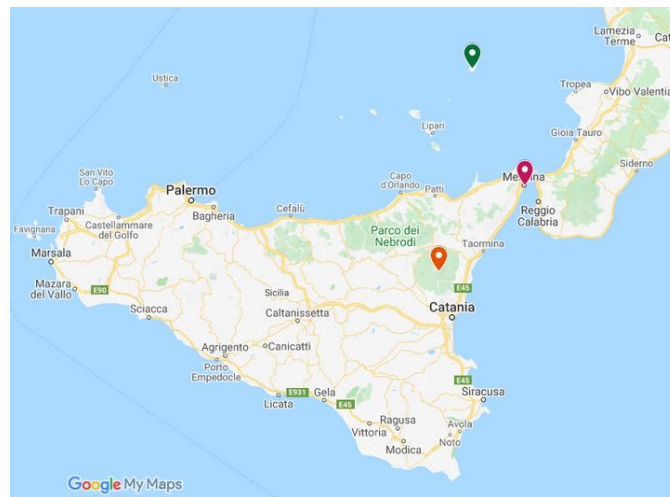 Lamezia
Terme
Cat
Ustica
Tropea
Vibo Valentia
Lipari
Gioia Tauro
San Vito
Lo Capo
Capo
d'Orlando
Patti
Siderno
Palermo
Cefalù
Bagheria
Reggio
Calabria
Trapani
Castellammare
del Golfo
Favignana
Parco dei
Nebrodi
Taormina
Marsala
Mazara
del Vallo
E90
Sicilia
E45
Sciacca
Caltanissetta
Catania
Agrigento
Canicattì
Porto
Empedocle
E931
Licata
Gela
E45
E45
Siracusa
Ragusa
Vittoria
Avola
Noto
Modica
Google My Maps